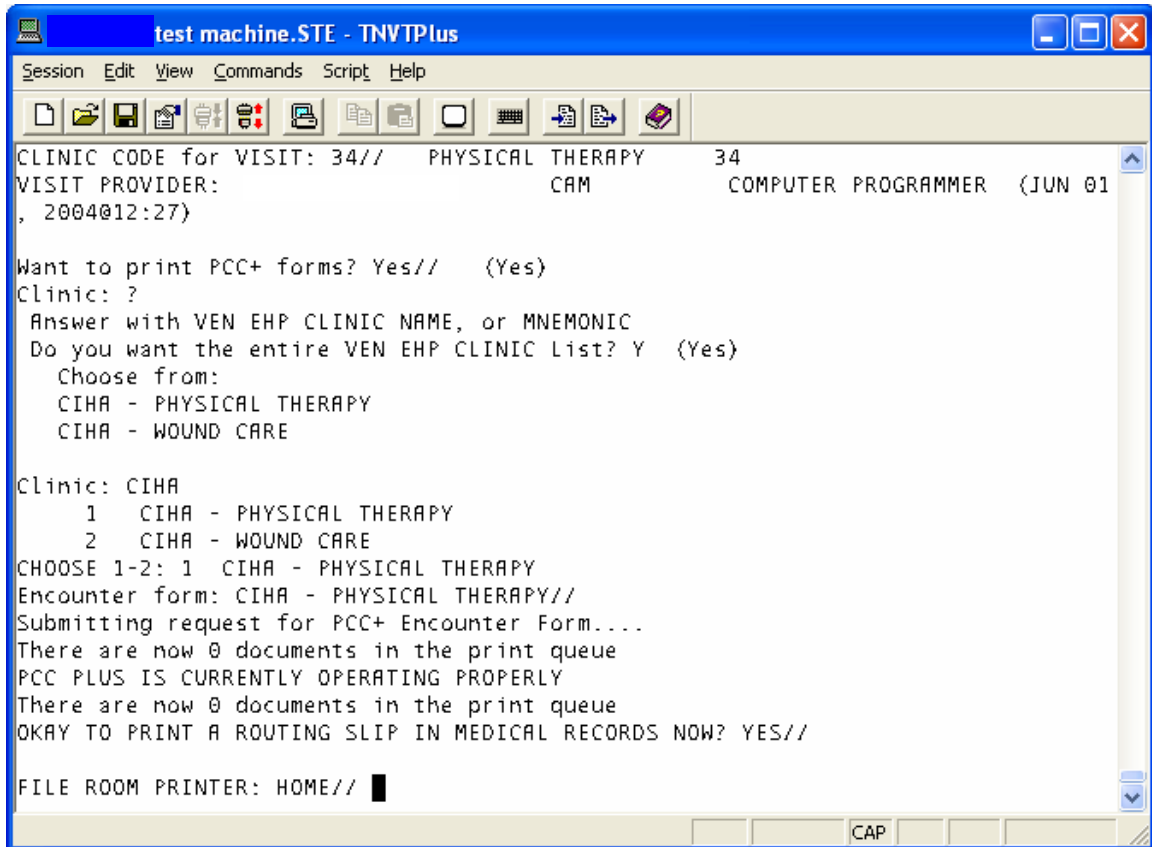 test machine.STE - TNVTPlus
Session Edit View Commands Script Help
CLINIC CODE for VISIT: 34// PHYSICAL THERAPY 34
VISIT PROVIDER: CAM COMPUTER PROGRAMMER (JUN 01
, 2004@12:27)
Want to print PCC+ forms? Yes// (Yes)
Clinic: ?
Answer with VEN EHP CLINIC NAME, or MNEMONIC
Do you want the entire VEN EHP CLINIC List? Y (Yes)
Choose from:
CIHA - PHYSICAL THERAPY
CIHA - WOUND CARE
Clinic: CIHA
1 CIHA - PHYSICAL THERAPY
2 CIHA - WOUND CARE
CHOOSE 1-2: 1 CIHA - PHYSICAL THERAPY
Encounter form: CIHA - PHYSICAL THERAPY//
Submitting request for PCC+ Encounter Form....
There are now 0 documents in the print queue
PCC PLUS IS CURRENTLY OPERATING PROPERLY
There are now 0 documents in the print queue
OKAY TO PRINT A ROUTING SLIP IN MEDICAL RECORDS NOW? YES//
FILE ROOM PRINTER: HOME//
CAP